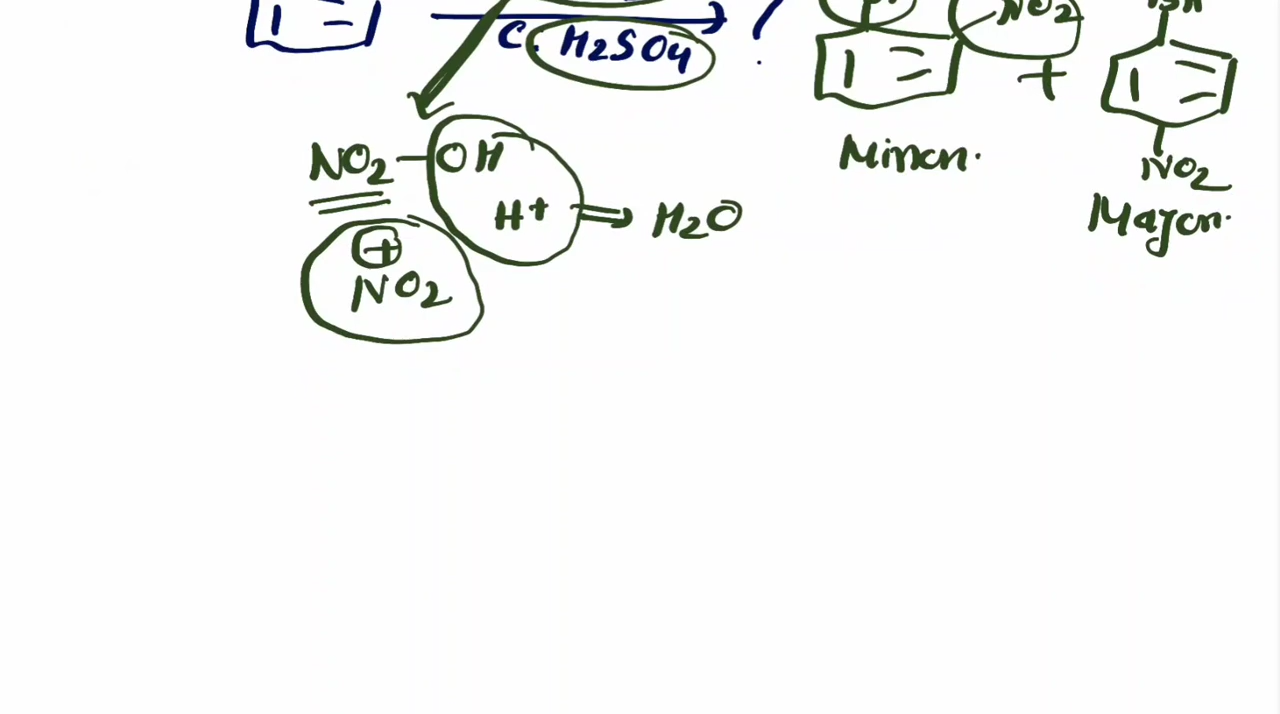 C. H2SO4
NO2
+
NO2-OH
H+ ⇒ H2O
⊕
NO2
Minor.
NO2
Major.